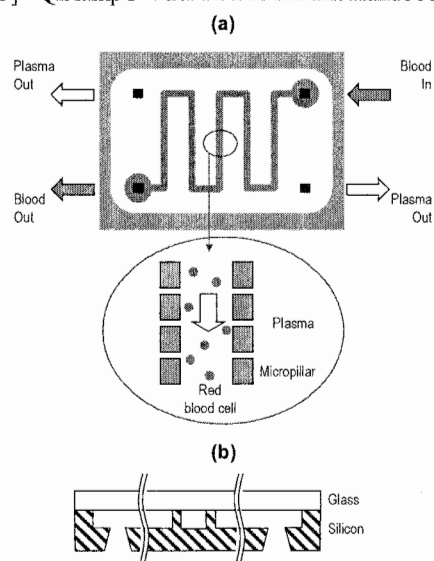 (a)
Plasma
Out
Blood
In
Blood
Out
Plasma
Out
Plasma
Micropillar
Red
blood cell
(b)
Glass
Silicon